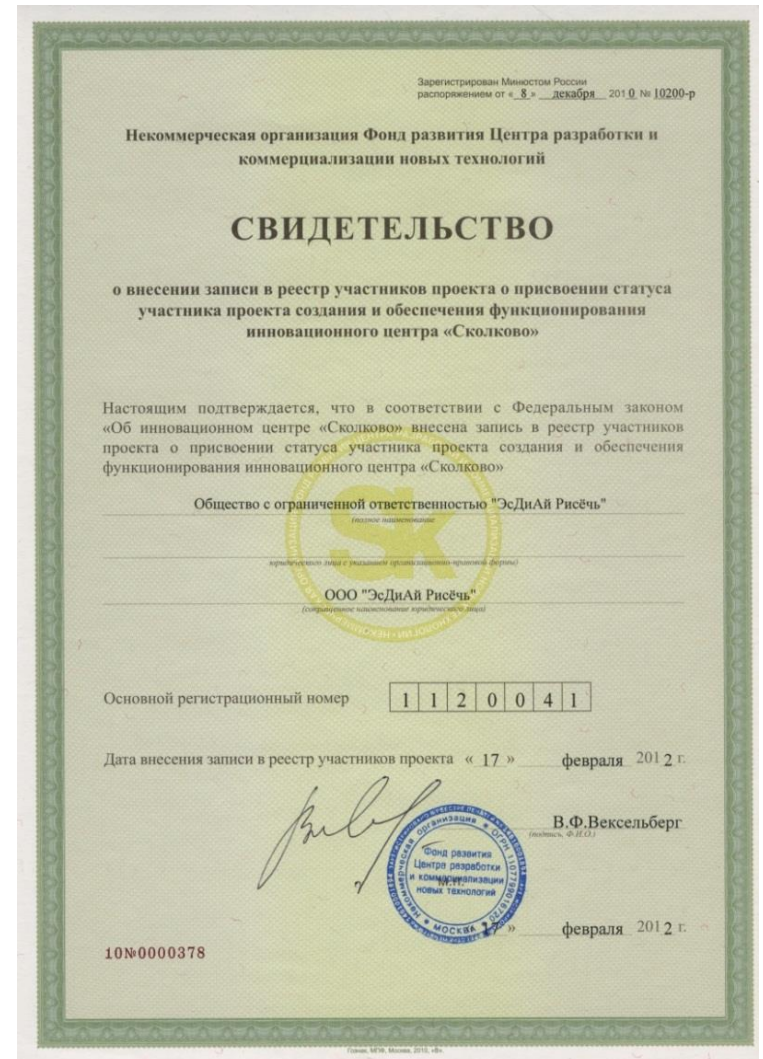 Зарегистрирован Минюстом России
распоряжением от « 8 » декабря 2010 № 10200-р
Некоммерческая организация Фонд развития Центра разработки и
коммерциализации новых технологий
СВИДЕТЕЛЬСТВО
о внесении записи в реестр участников проекта о присвоении статуса
участника проекта создания и обеспечения функционирования
инновационного центра «Сколково»
Настоящим подтверждается, что в соответствии с Федеральным законом
«Об инновационном центре «Сколково» внесена запись в реестр участников
проекта о присвоении статуса участника проекта создания и обеспечения
функционирования инновационного центра «Сколково»
Sk
Общество с ограниченной ответственностью "ЭсДиАй Рисёчь"
(полное наименование
юридического лица с указанием организационно-правовой формы)
ООО "ЭсДиАй Рисёчь"
(сокращенное наименование юридического лица)
Основной регистрационный номер 1 1 2 0 0 4 1
Дата внесения записи в реестр участников проекта « 17 » февраля 2012 г.
В.Ф.Вексельберг
(подпись, Ф.И.О.)
Фонд развития
Центра разработки
и коммерциализации
новых технологий
М.П.
МОСКВА
17 » февраля 2012 г.
10№0000378